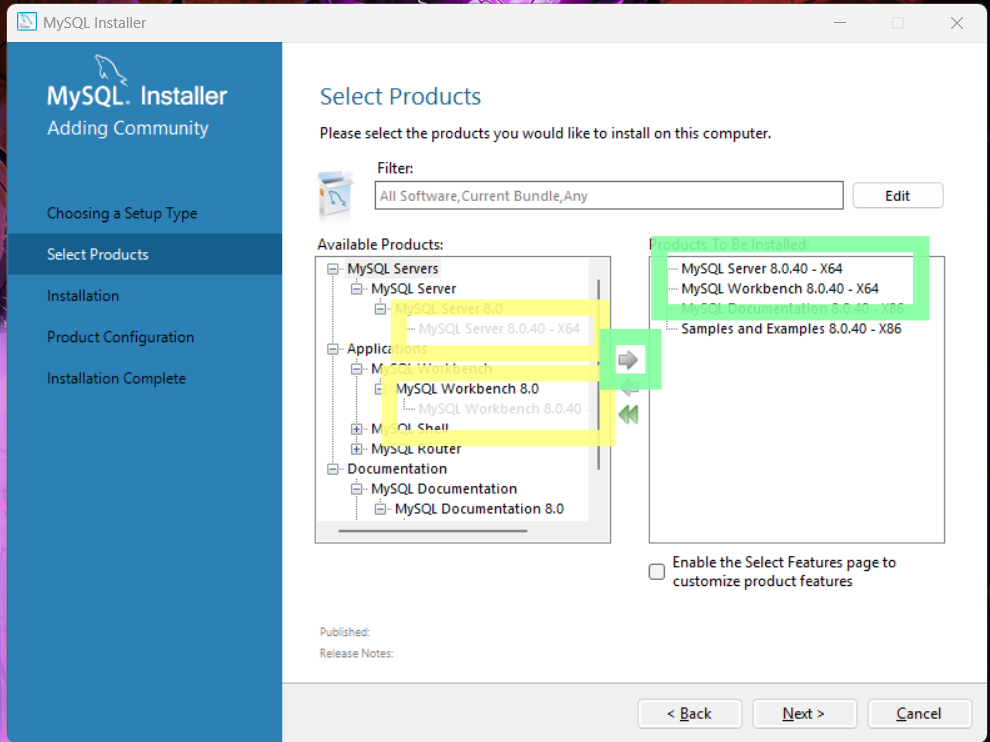 MySQL Installer
MySQL. Installer
Adding Community
Choosing a Setup Type
Select Products
Installation
Product Configuration
Installation Complete
Select Products
Please select the products you would like to install on this computer.
Filter:
All Software,Current Bundle,Any
Edit
Available Products:
MySQL Servers
MySQL Server
MySQL Server 8.0
MySQL Server 8.0.40 - X64
Applications
MySQL Workbench
MySQL Workbench 8.0
MySQL Workbench 8.0.40 -
MySQL Shell
MySQL Router
Documentation
MySQL Documentation
MySQL Documentation 8.0
Products To Be Installed:
MySQL Server 8.0.40 - X64
MySQL Workbench 8.0.40 - X64
MySQL Documentation 8.0.40 - X86
Samples and Examples 8.0.40 - X86
Enable the Select Features page to
customize product features
Published:
Release Notes:
< Back
Next >
Cancel